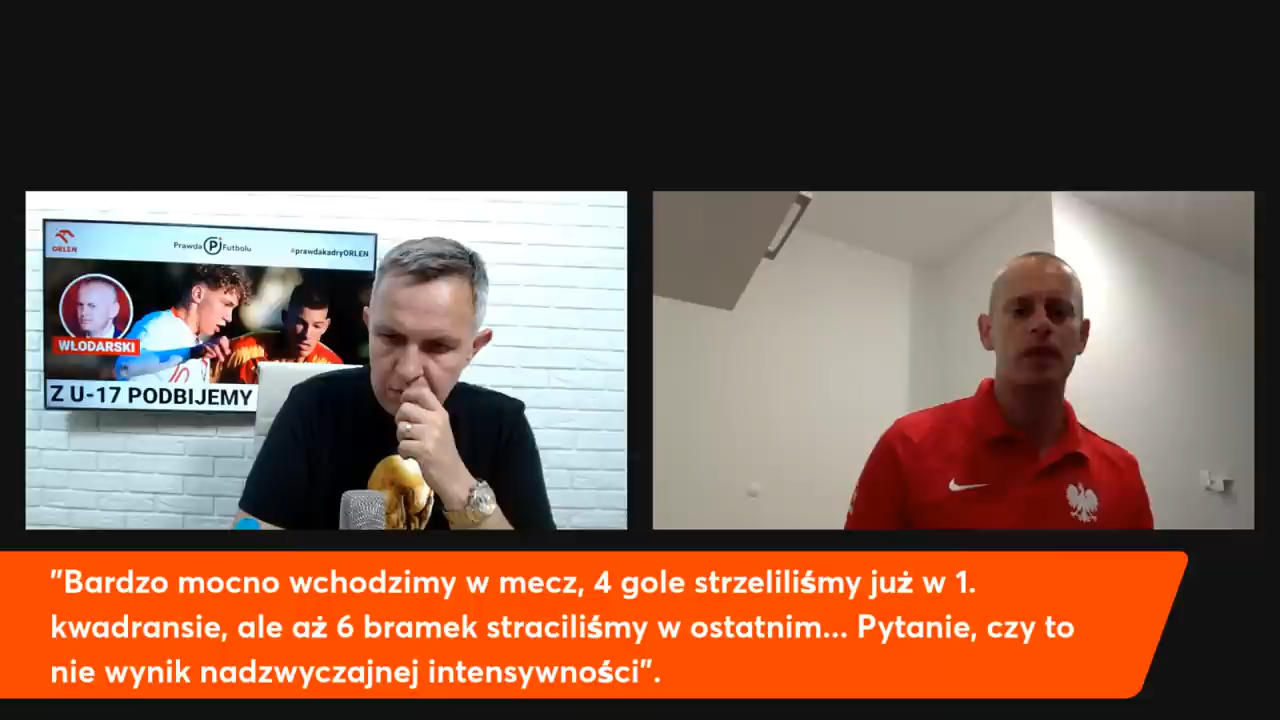 ORLEN
Prawda P Futbolu
#prawdakadryORLEN
WŁODARSKI
Z U-17 PODBIJEMY
"Bardzo mocno wchodzimy w mecz, 4 gole strzeliliśmy już w 1.
kwadransie, ale aż 6 bramek straciliśmy w ostatnim... Pytanie, czy to
nie wynik nadzwyczajnej intensywności".